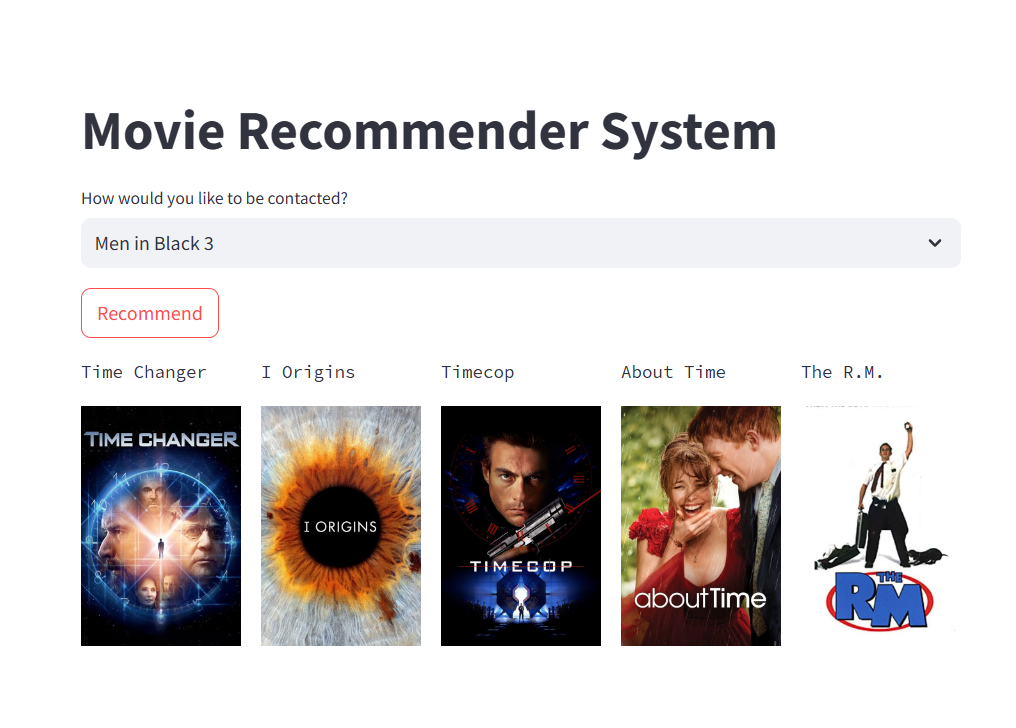 Movie Recommender System
How would you like to be contacted?
Men in Black 3
Recommend
Time Changer
I Origins
Timecop
About Time
The R.M.
TIME CHANGER
I ORIGINS
TIMECOP
aboutTime
THE
RM